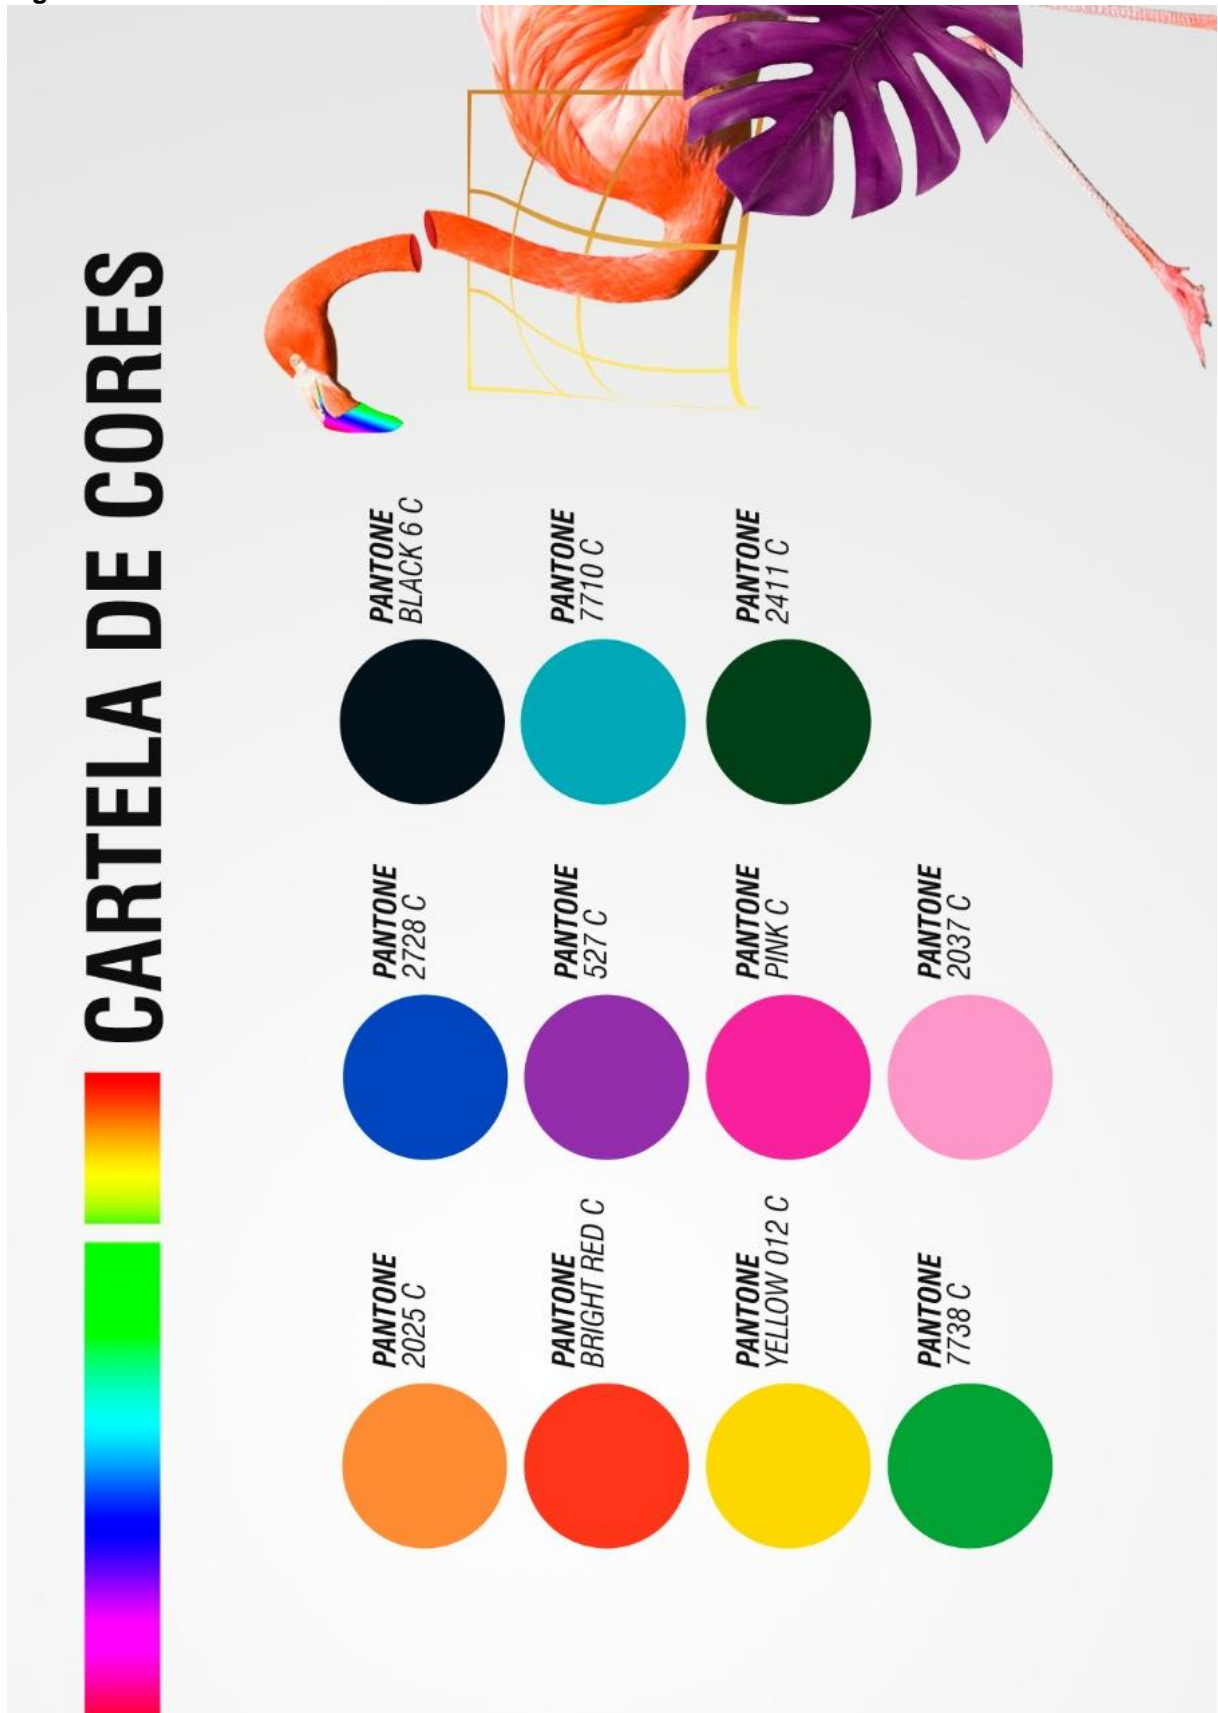 CARTELA DE CORES
PANTONE
2025 C
PANTONE
2728 C
PANTONE
BLACK 6 C
PANTONE
BRIGHT RED C
PANTONE
527 C
PANTONE
7710 C
PANTONE
YELLOW 012 C
PANTONE
PINK C
PANTONE
2411 C
PANTONE
7738 C
PANTONE
2037 C